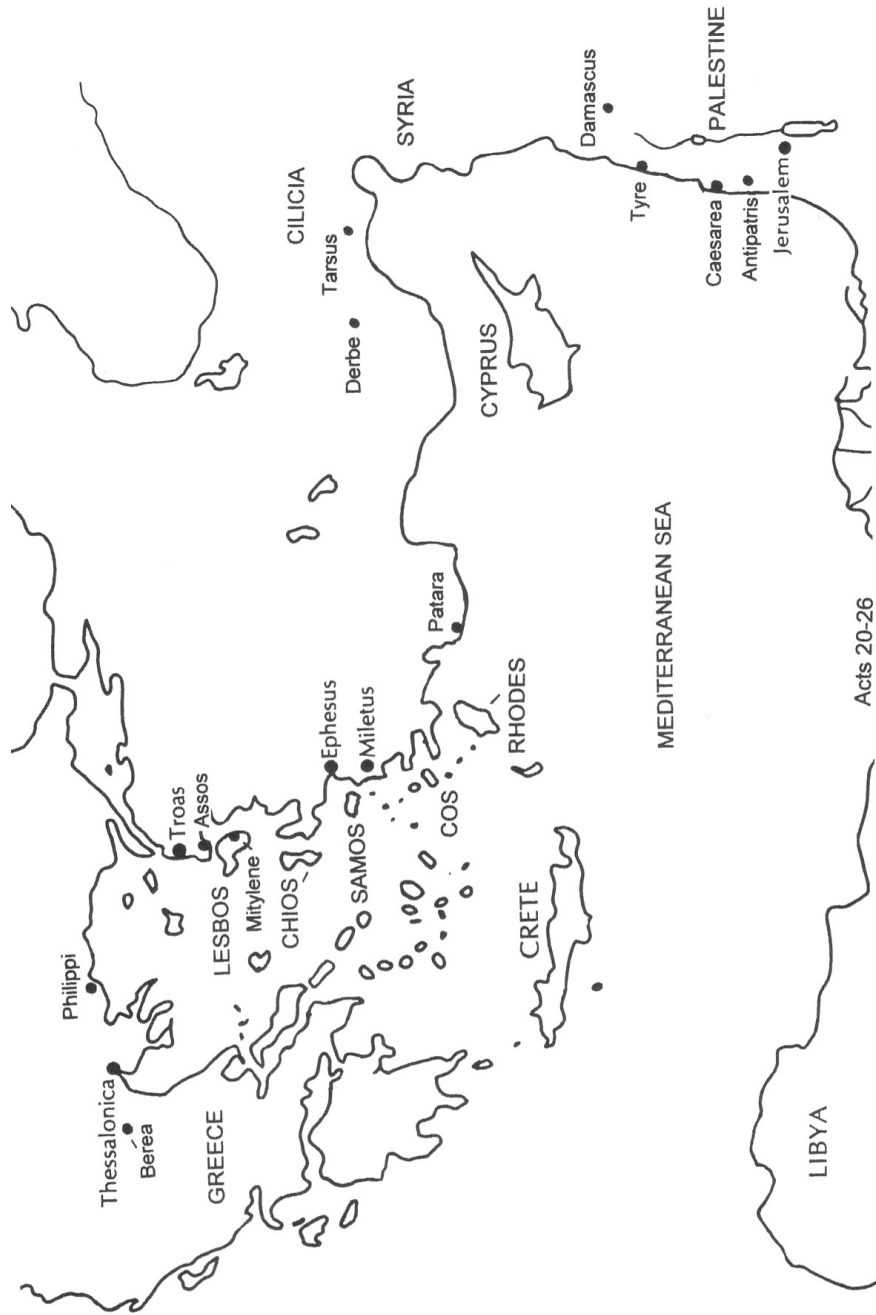 Philippi
Thessalonica
Berea
GREECE
Troas
Assos
LESBOS
Mitylene
CHIOS
Ephesus
Miletus
SAMOS
COS
RHODES
CRETE
Patara
Derbe
Tarsus
CILICIA
SYRIA
CYPRUS
Damascus
Tyre
PALESTINE
Caesarea
Antipatris
Jerusalem
MEDITERRANEAN SEA
LIBYA
Acts 20-26